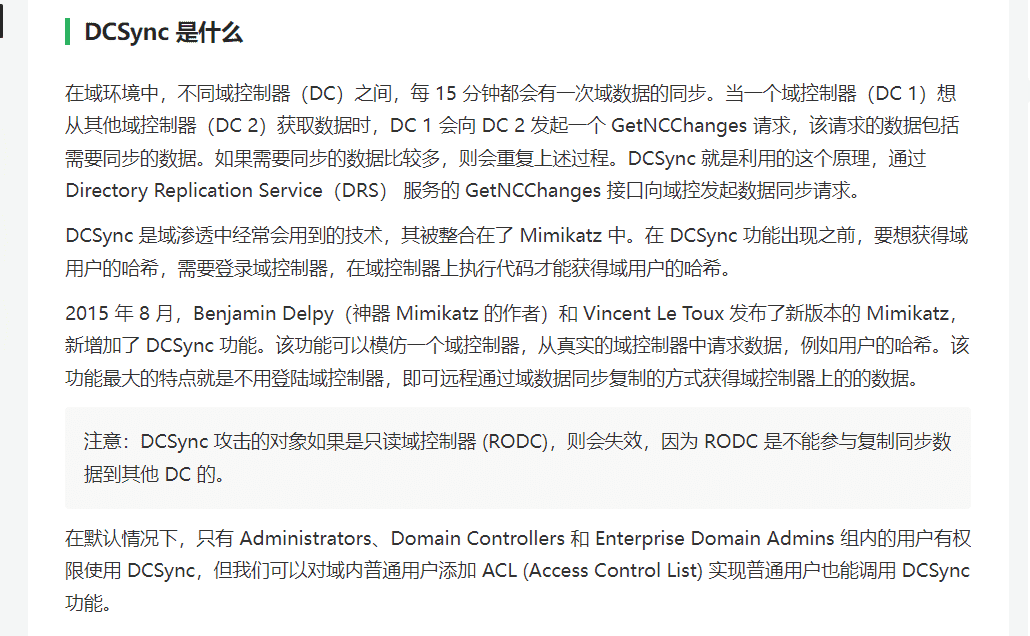 DCSync 是什么
在域环境中，不同域控制器（DC）之间，每 15 分钟都会有一次域数据的同步。当一个域控制器（DC 1）想
从其他域控制器（DC 2）获取数据时，DC 1 会向 DC 2 发起一个 GetNCChanges 请求，该请求的数据包括
需要同步的数据。如果需要同步的数据比较多，则会重复上述过程。DCSync 就是利用的这个原理，通过
Directory Replication Service（DRS） 服务的 GetNCChanges 接口向域控发起数据同步请求。
DCSync 是域渗透中经常会用到的技术，其被整合在了 Mimikatz 中。在 DCSync 功能出现之前，要想获得域
用户的哈希，需要登录域控制器，在域控制器上执行代码才能获得域用户的哈希。
2015 年 8 月，Benjamin Delpy（神器 Mimikatz 的作者）和 Vincent Le Toux 发布了新版本的 Mimikatz，
新增加了 DCSync 功能。该功能可以模仿一个域控制器，从真实的域控制器中请求数据，例如用户的哈希。该
功能最大的特点就是不用登陆域控制器，即可远程通过域数据同步复制的方式获得域控制器上的的数据。
注意：DCSync 攻击的对象如果是只读域控制器 (RODC)，则会失效，因为 RODC 是不能参与复制同步数
据到其他 DC 的。
在默认情况下，只有 Administrators、Domain Controllers 和 Enterprise Domain Admins 组内的用户有权
限使用 DCSync，但我们可以对域内普通用户添加 ACL (Access Control List) 实现普通用户也能调用 DCSync
功能。